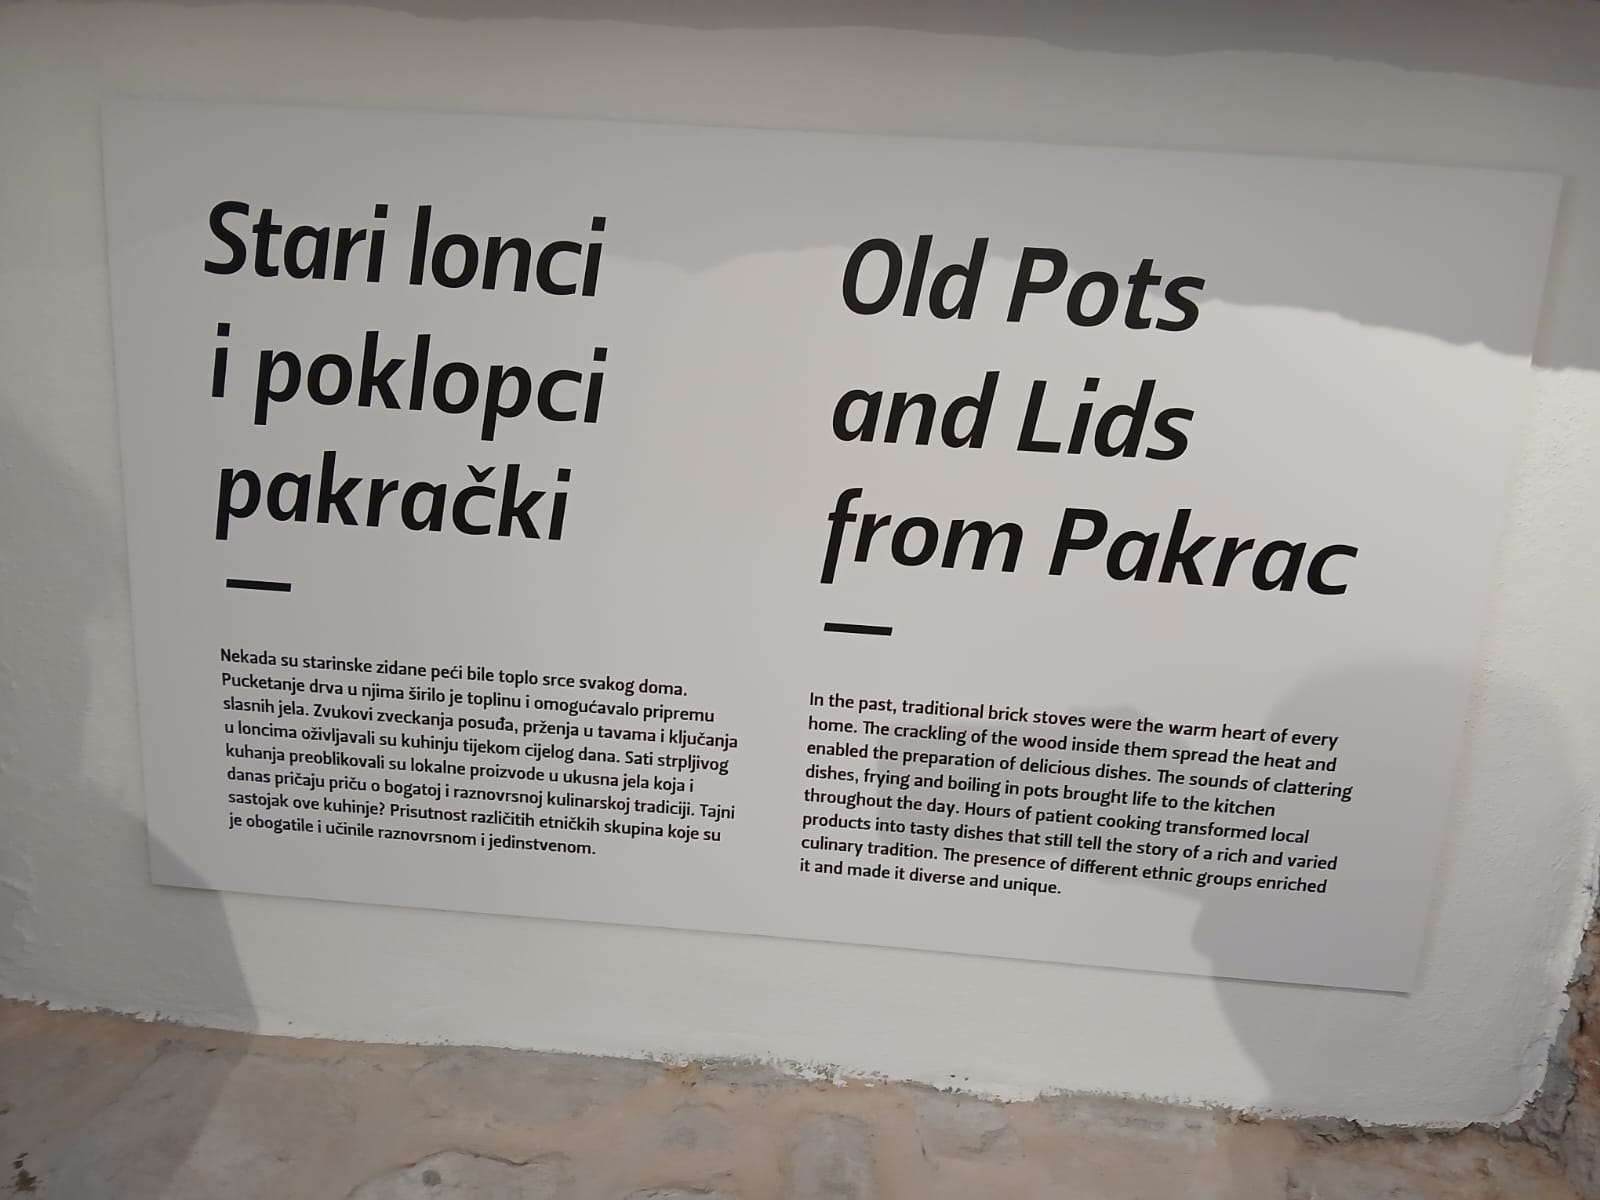 Stari lonci
i poklopci
pakrački
Nekada su starinske zidane peći bile toplo srce svakog doma.
Pucketanje drva u njima širilo je toplinu i omogućavalo pripremu
slasnih jela. Zvukovi zveckanja posuđa, prženja u tavama i ključanja
u loncima oživljavali su kuhinju tijekom cijelog dana. Sati strpljivog
kuhanja preoblikovali su lokalne proizvode u ukusna jela koja i
danas pričaju priču o bogatoj i raznovrsnoj kulinarskoj tradiciji. Tajni
sastojak ove kuhinje? Prisutnost različitih etničkih skupina koje su
je obogatile i učinile raznovrsnom i jedinstvenom.
Old Pots
and Lids
from Pakrac
In the past, traditional brick stoves were the warm heart of every
home. The crackling of the wood inside them spread the heat and
enabled the preparation of delicious dishes. The sounds of clattering
dishes, frying and boiling in pots brought life to the kitchen
throughout the day. Hours of patient cooking transformed local
products into tasty dishes that still tell the story of a rich and varied
culinary tradition. The presence of different ethnic groups enriched
it and made it diverse and unique.